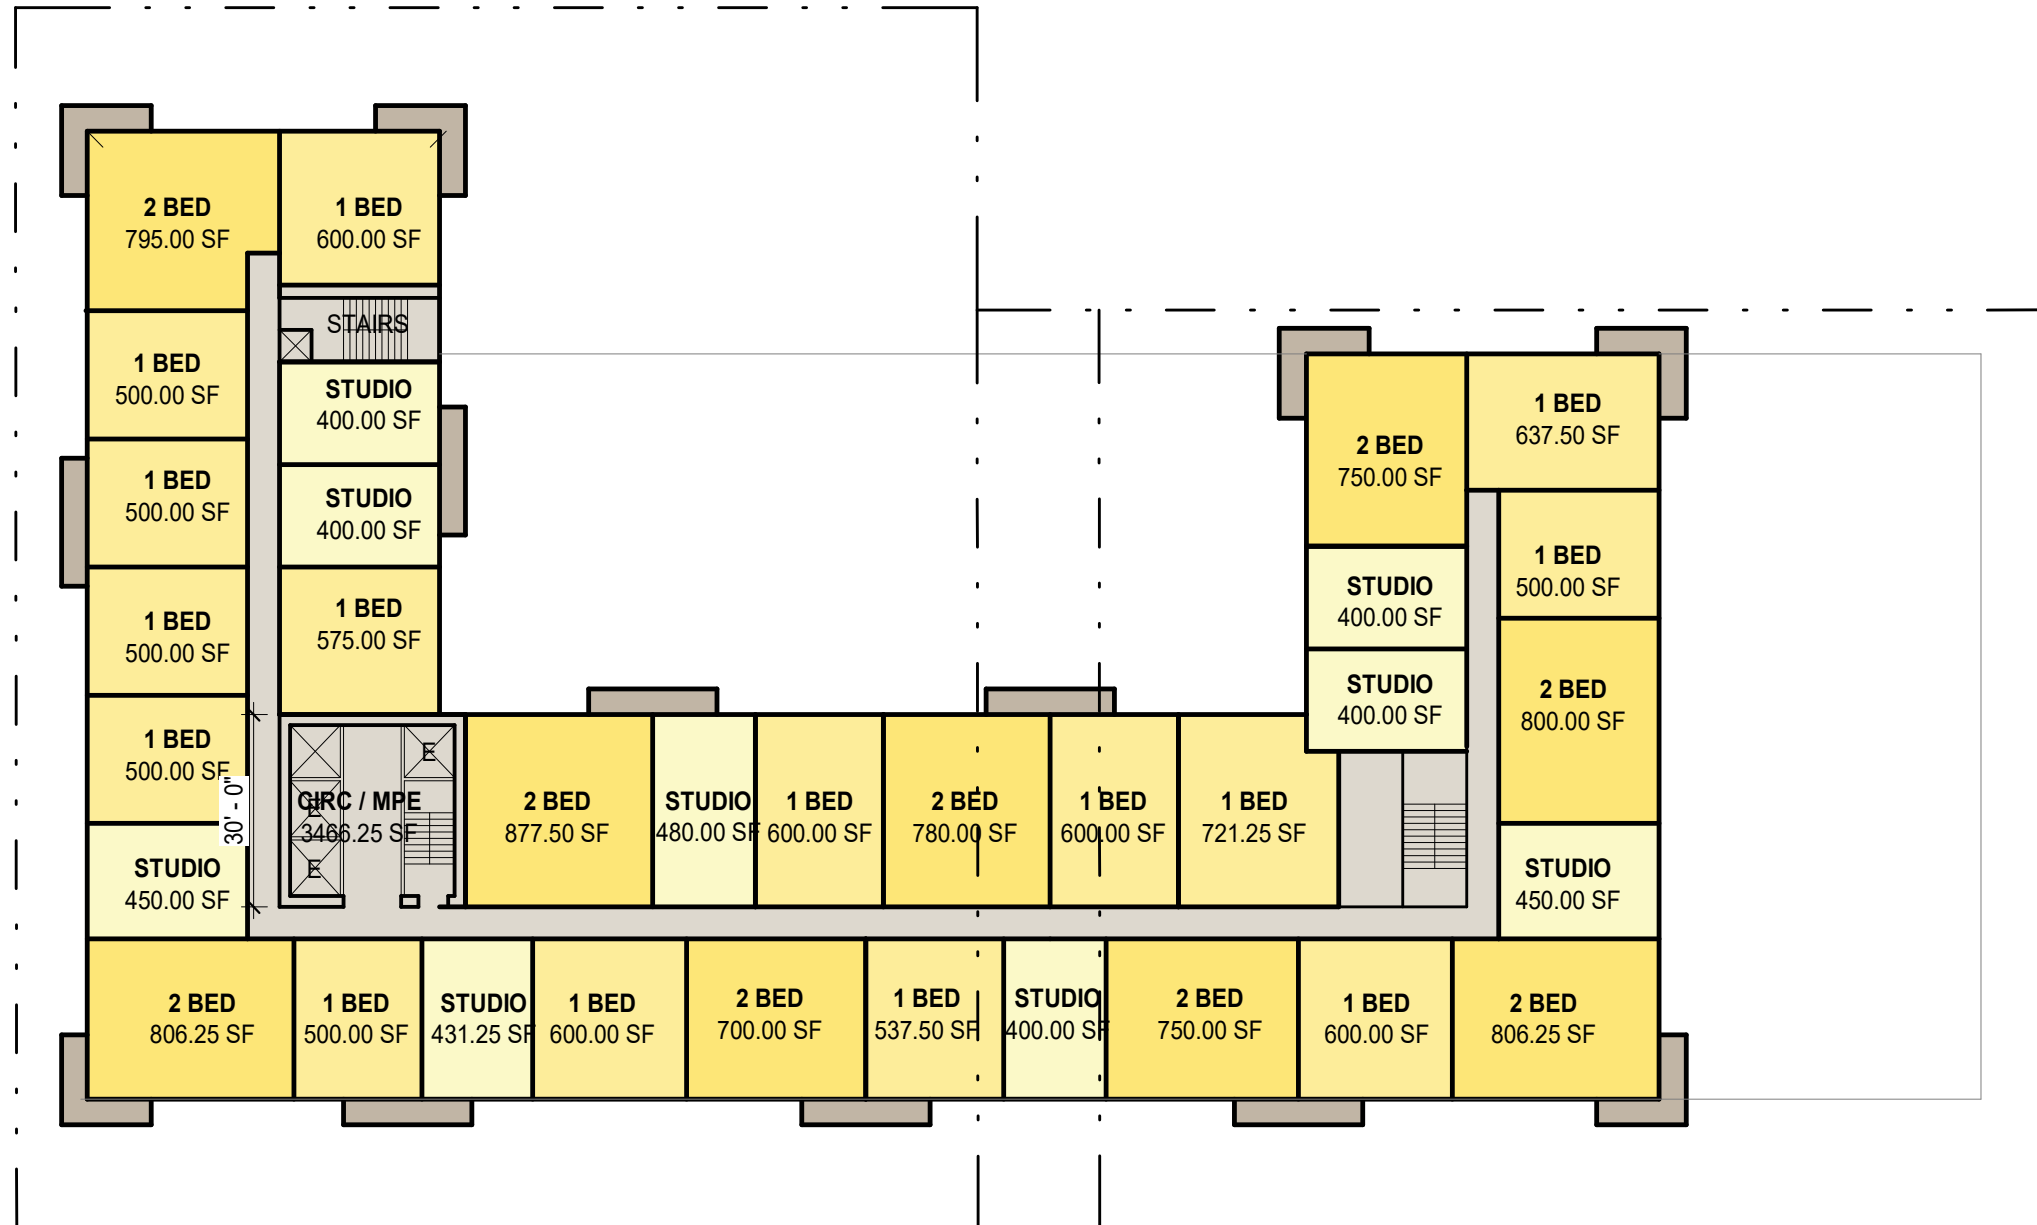 2 BED
795.00 SF
1 BED
600.00 SF
STAIRS
1 BED
500.00 SF
STUDIO
400.00 SF
1 BED
500.00 SF
STUDIO
400.00 SF
1 BED
500.00 SF
1 BED
575.00 SF
1 BED
500.00 SF
30' - 0"
STUDIO
450.00 SF
E
CIRC / MPE
3466.25 SF
E
E
2 BED
877.50 SF
STUDIO
480.00 SF
1 BED
600.00 SF
2 BED
780.00 SF
1 BED
600.00 SF
1 BED
721.25 SF
2 BED
750.00 SF
1 BED
637.50 SF
STUDIO
400.00 SF
1 BED
500.00 SF
STUDIO
400.00 SF
2 BED
800.00 SF
STUDIO
450.00 SF
2 BED
806.25 SF
1 BED
500.00 SF
STUDIO
431.25 SF
1 BED
600.00 SF
2 BED
700.00 SF
1 BED
537.50 SF
STUDIO
400.00 SF
2 BED
750.00 SF
1 BED
600.00 SF
2 BED
806.25 SF